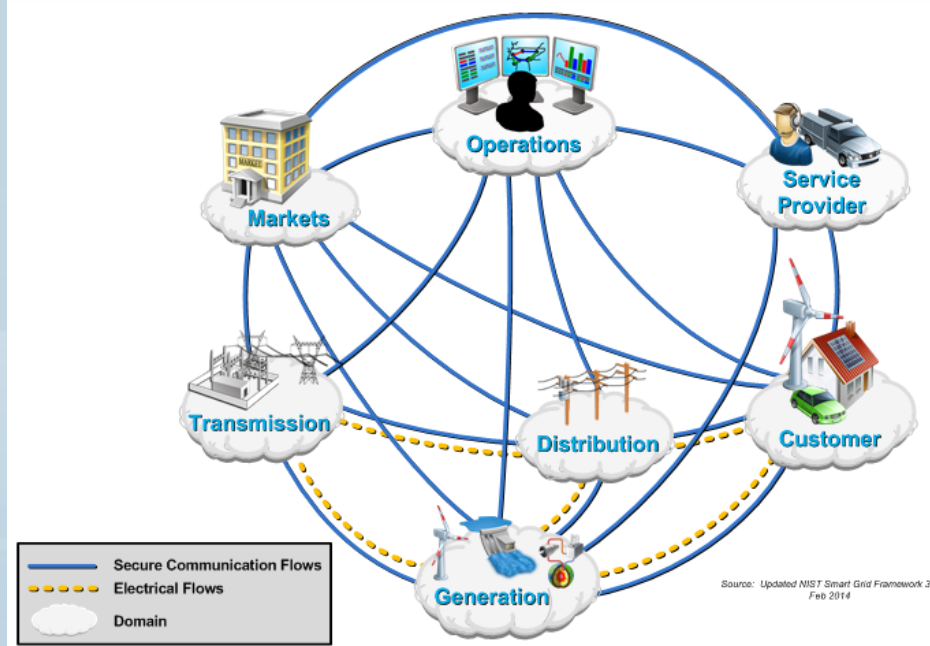 Operations
MARKET
Markets
Service
Provider
Transmission
Distribution
Customer
Generation
Secure Communication Flows
Electrical Flows
Domain
Source: Updated NIST Smart Grid Framework 3
Feb 2014